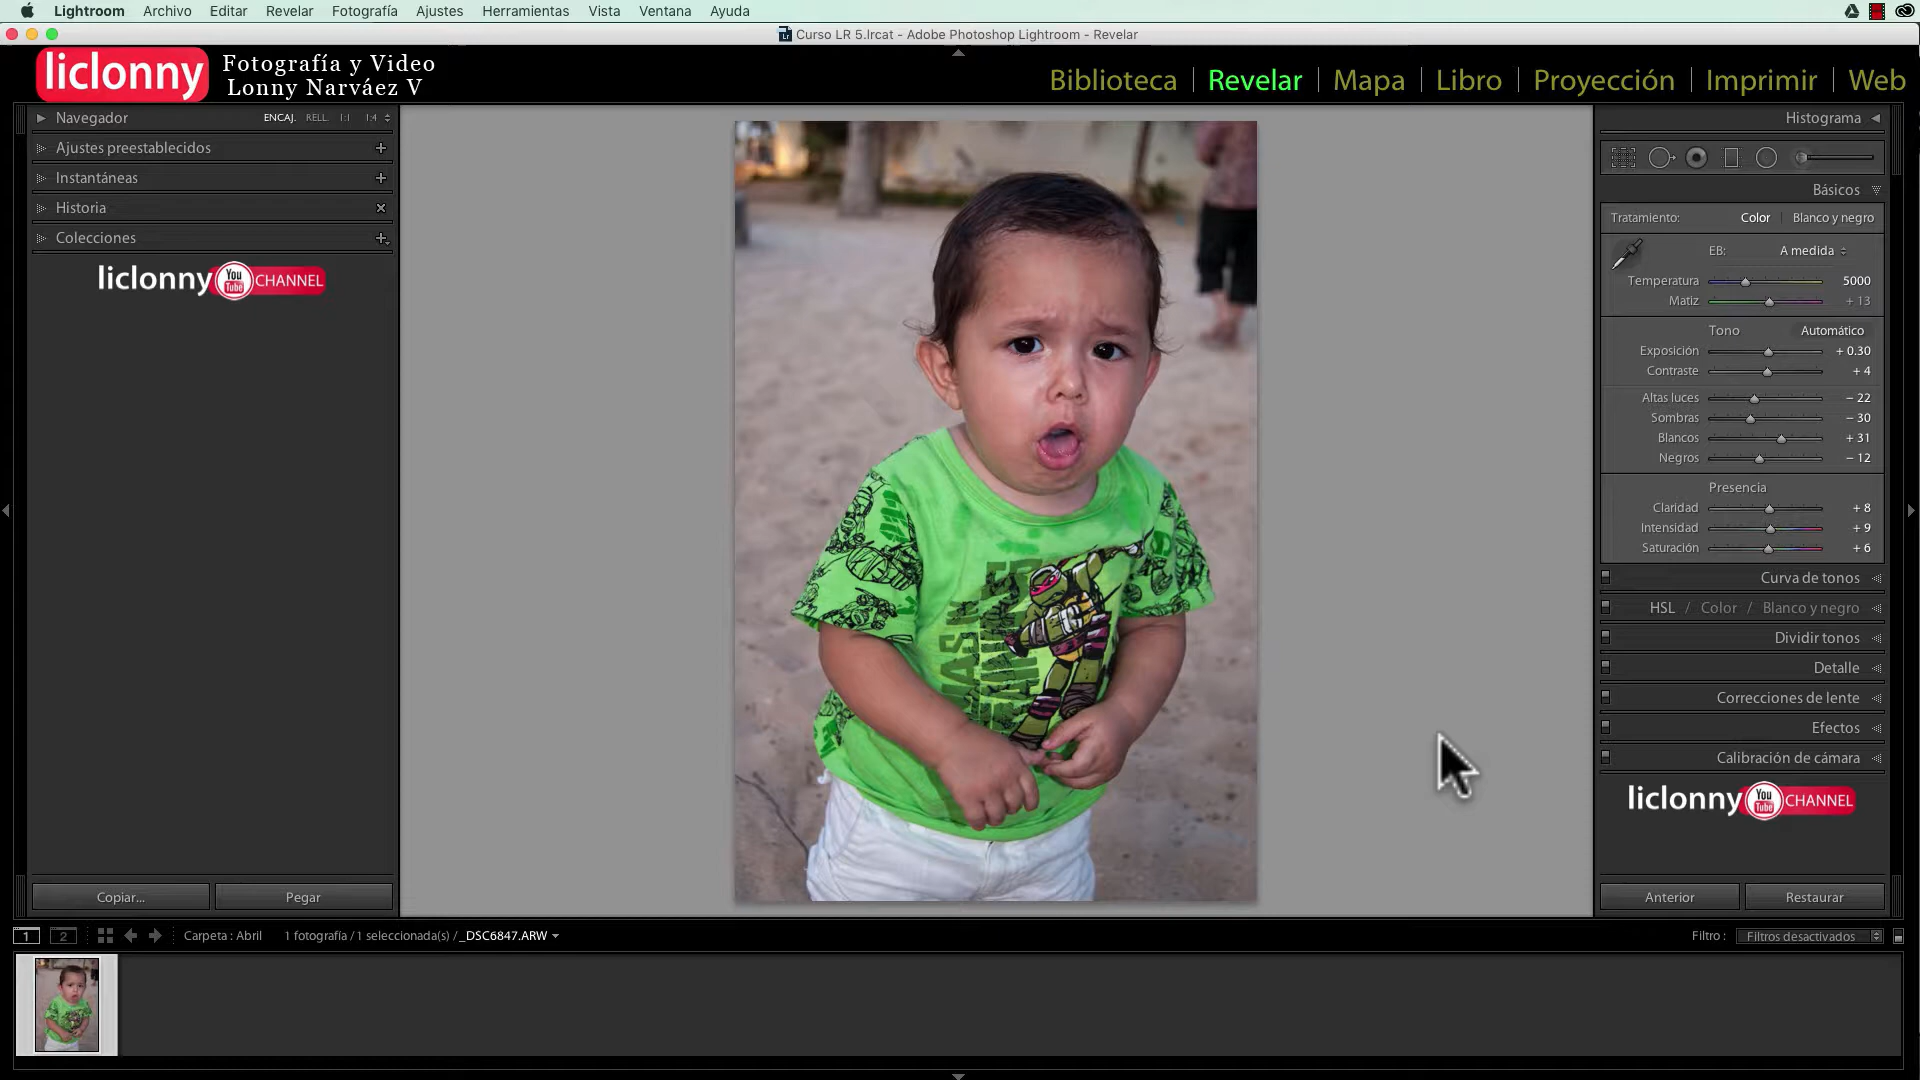 Lightroom Archivo Editar Revelar Fotografía Ajustes Herramientas Vista Ventana Ayuda
Curso LR 5.lrcat - Adobe Photoshop Lightroom - Revelar
liclonny Fotografía y Video
Lonny Narváez V
Biblioteca | Revelar | Mapa | Libro | Proyección | Imprimir | Web
Navegador ENCAJ. RELL. 1:1 1:4
Ajustes preestablecidos +
Instantáneas +
Historia ×
Colecciones +
liclonny You Tube CHANNEL
Copiar... Pegar
Histograma
Básicos
Tratamiento: Color | Blanco y negro
EB: A medida
Temperatura 5000
Matiz + 13
Tono Automático
Exposición + 0.30
Contraste + 4
Altas luces − 22
Sombras − 30
Blancos + 31
Negros − 12
Presencia
Claridad + 8
Intensidad + 9
Saturación + 6
Curva de tonos
HSL / Color / Blanco y negro
Dividir tonos
Detalle
Correcciones de lente
Efectos
Calibración de cámara
liclonny You Tube CHANNEL
Anterior Restaurar
1 2 Carpeta : Abril 1 fotografía / 1 seleccionada(s) / _DSC6847.ARW Filtro : Filtros desactivados